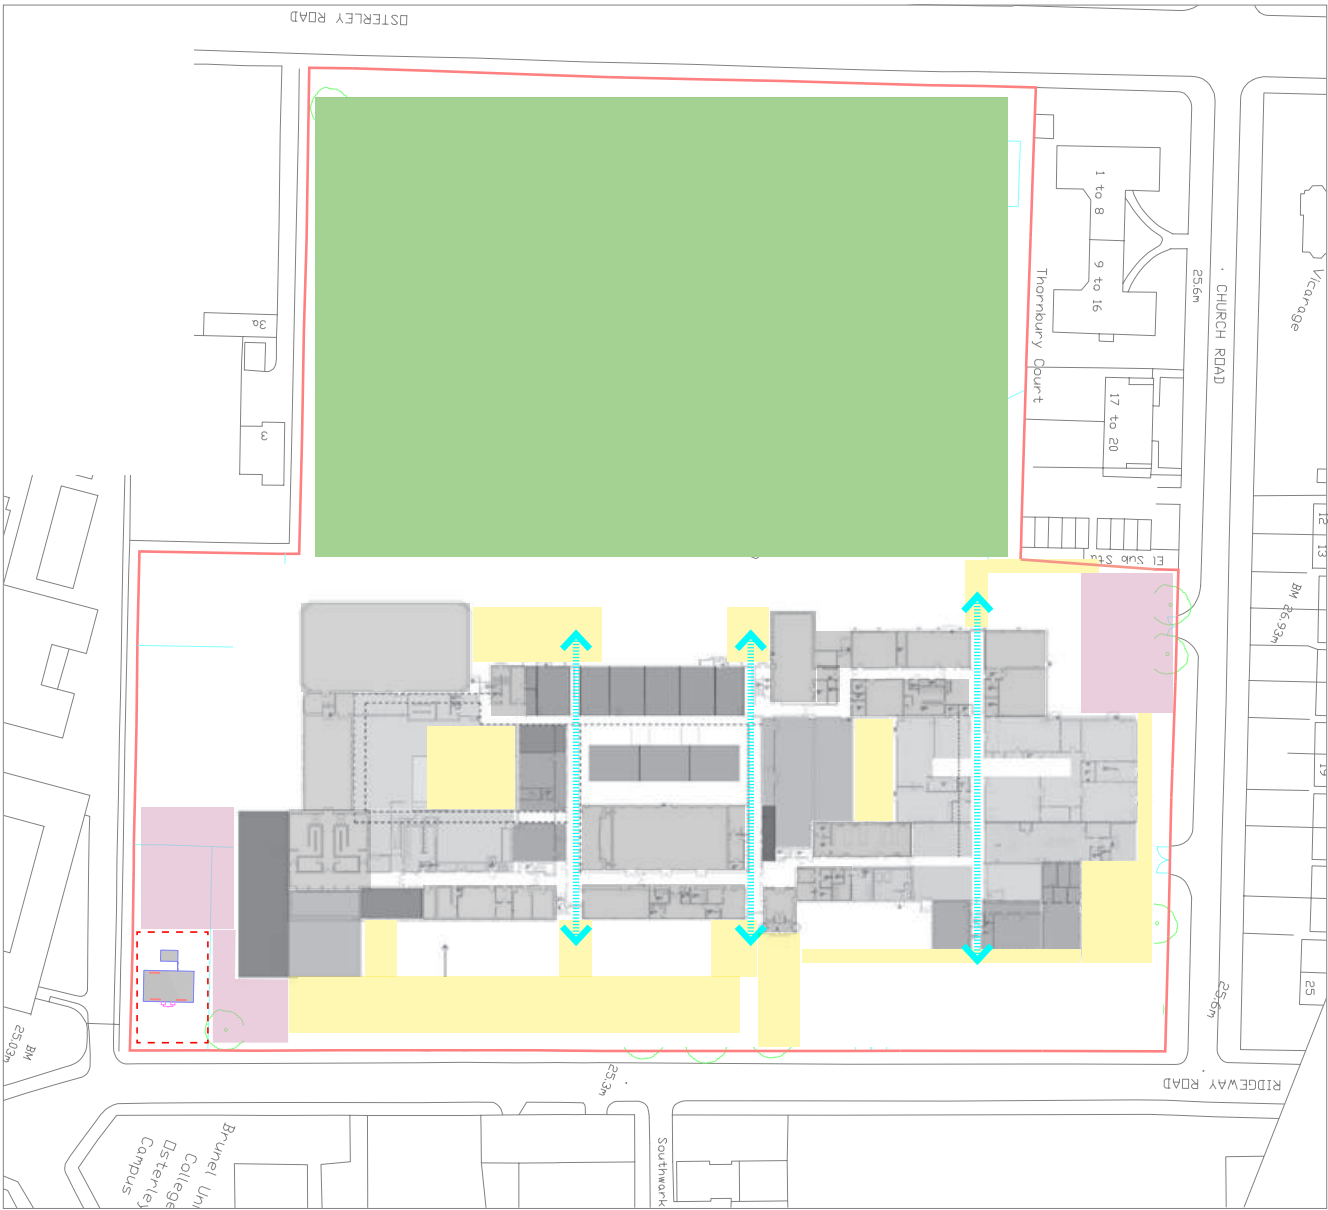 OSTERLEY ROAD
1 to 8
9 to 16
Thornbury Court
25.6m
CHURCH ROAD
Vicarage
3a
3
17 to 20
El Sub Sta
12
13
BM 26.93m
19
25
25.6m
BM
25.03m
25.3m
RIDGEWAY ROAD
Southwark
Brunel Uni
College
Osterley
Campus